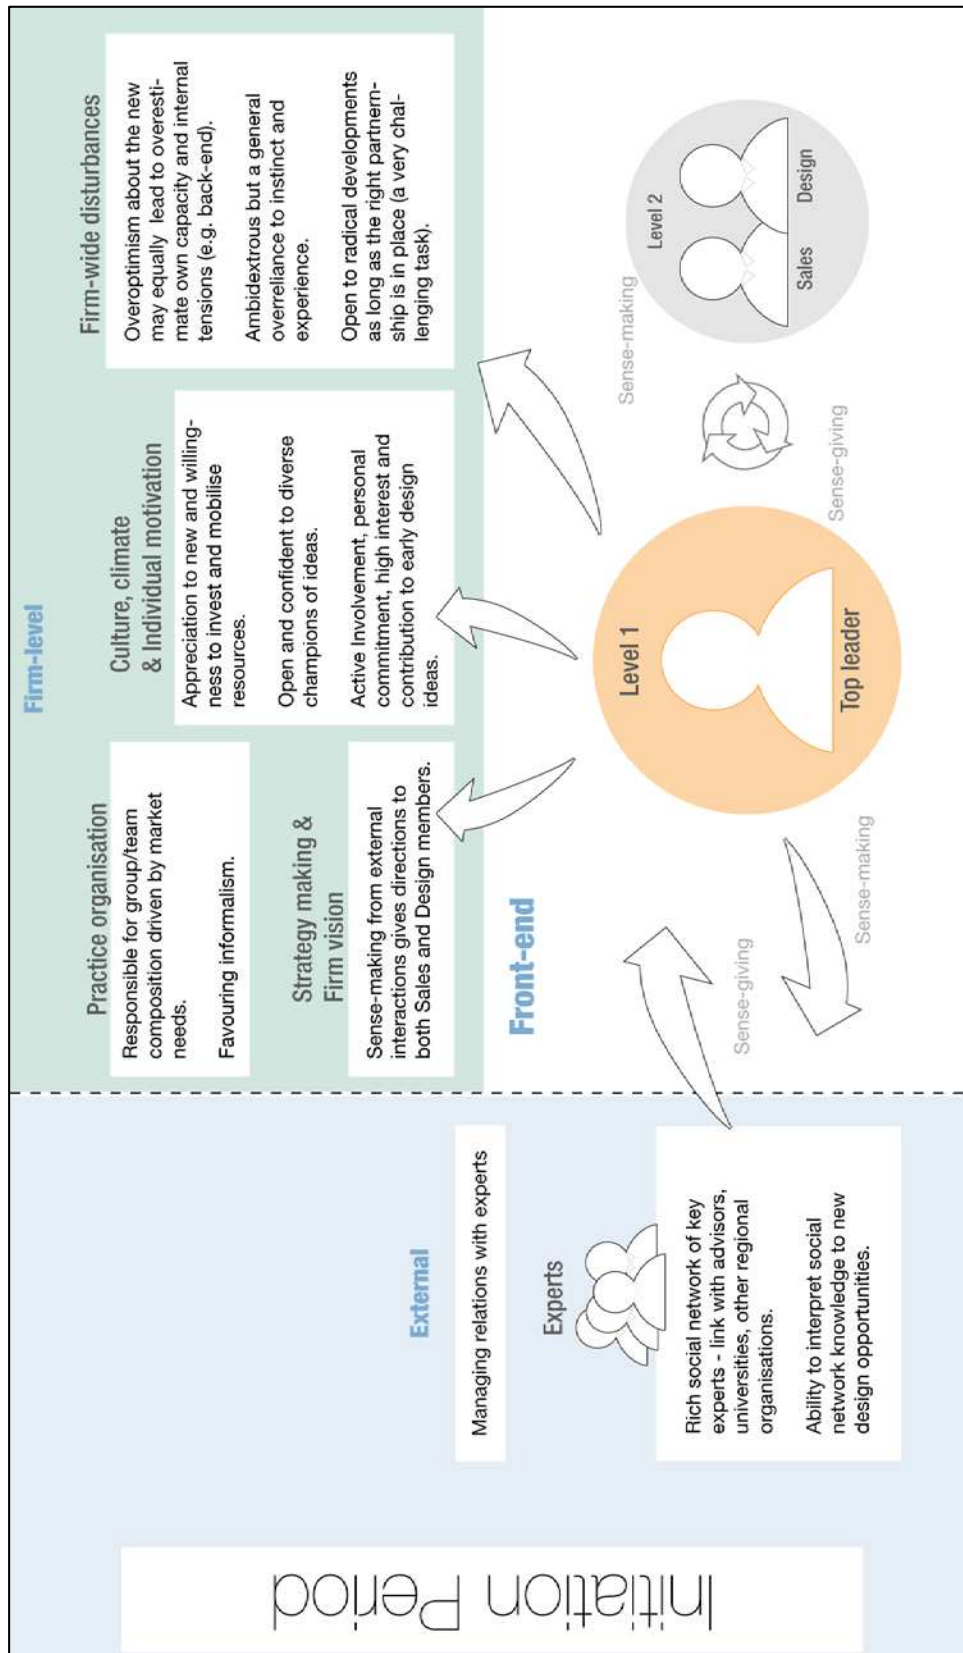 Initiation Period
External
Managing relations with experts
Experts
Rich social network of key
experts - link with advisors,
universities, other regional
organisations.
Ability to interpret social
network knowledge to new
design opportunities.
Firm-level
Practice organisation
Responsible for group/team
composition driven by market
needs.
Favouring informalism.
Strategy making &
Firm vision
Sense-making from external
interactions gives directions to
both Sales and Design members.
Culture, climate
& Individual motivation
Appreciation to new and willing-
ness to invest and mobilise
resources.
Open and confident to diverse
champions of ideas.
Active Involvement, personal
commitment, high interest and
contribution to early design
ideas.
Firm-wide disturbances
Overoptimism about the new
may equally lead to overesti-
mate own capacity and internal
tensions (e.g. back-end).
Ambidextrous but a general
overreliance to instinct and
experience.
Open to radical developments
as long as the right partnern-
ship is in place (a very chal-
lenging task).
Front-end
Sense-giving
Sense-making
Level 1
Top leader
Sense-making
Sense-giving
Level 2
Sales
Design